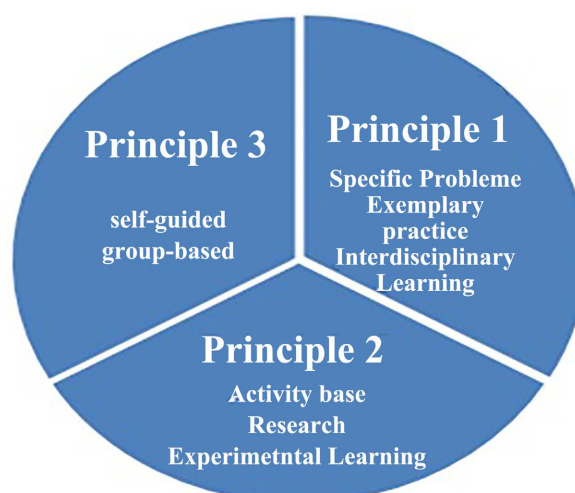 Principle 1
Specific Probleme
Exemplary
practice
Interdisciplinary
Learning
Principle 2
Activity base
Research
Experimetntal Learning
Principle 3
self-guided
group-based